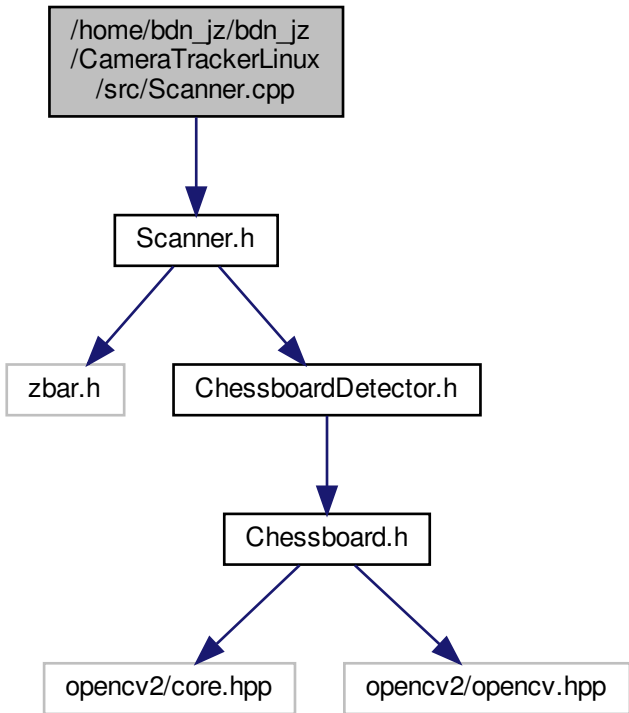 /home/bdn_jz/bdn_jz
/CameraTrackerLinux
/src/Scanner.cpp
Scanner.h
zbar.h
ChessboardDetector.h
Chessboard.h
opencv2/core.hpp
opencv2/opencv.hpp